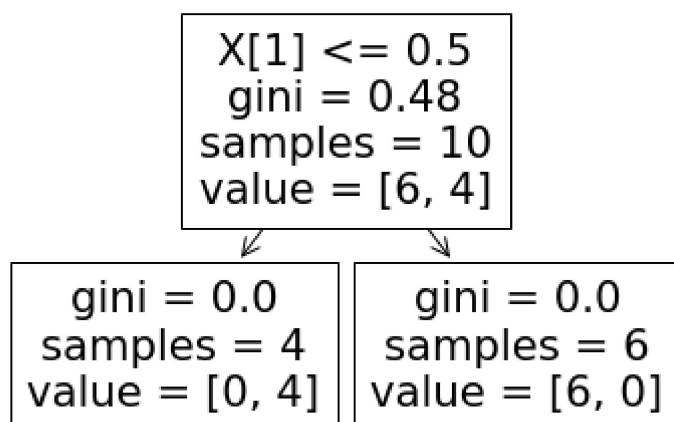 X[1] <= 0.5
gini = 0.48
samples = 10
value = [6, 4]
gini = 0.0
samples = 4
value = [0, 4]
gini = 0.0
samples = 6
value = [6, 0]